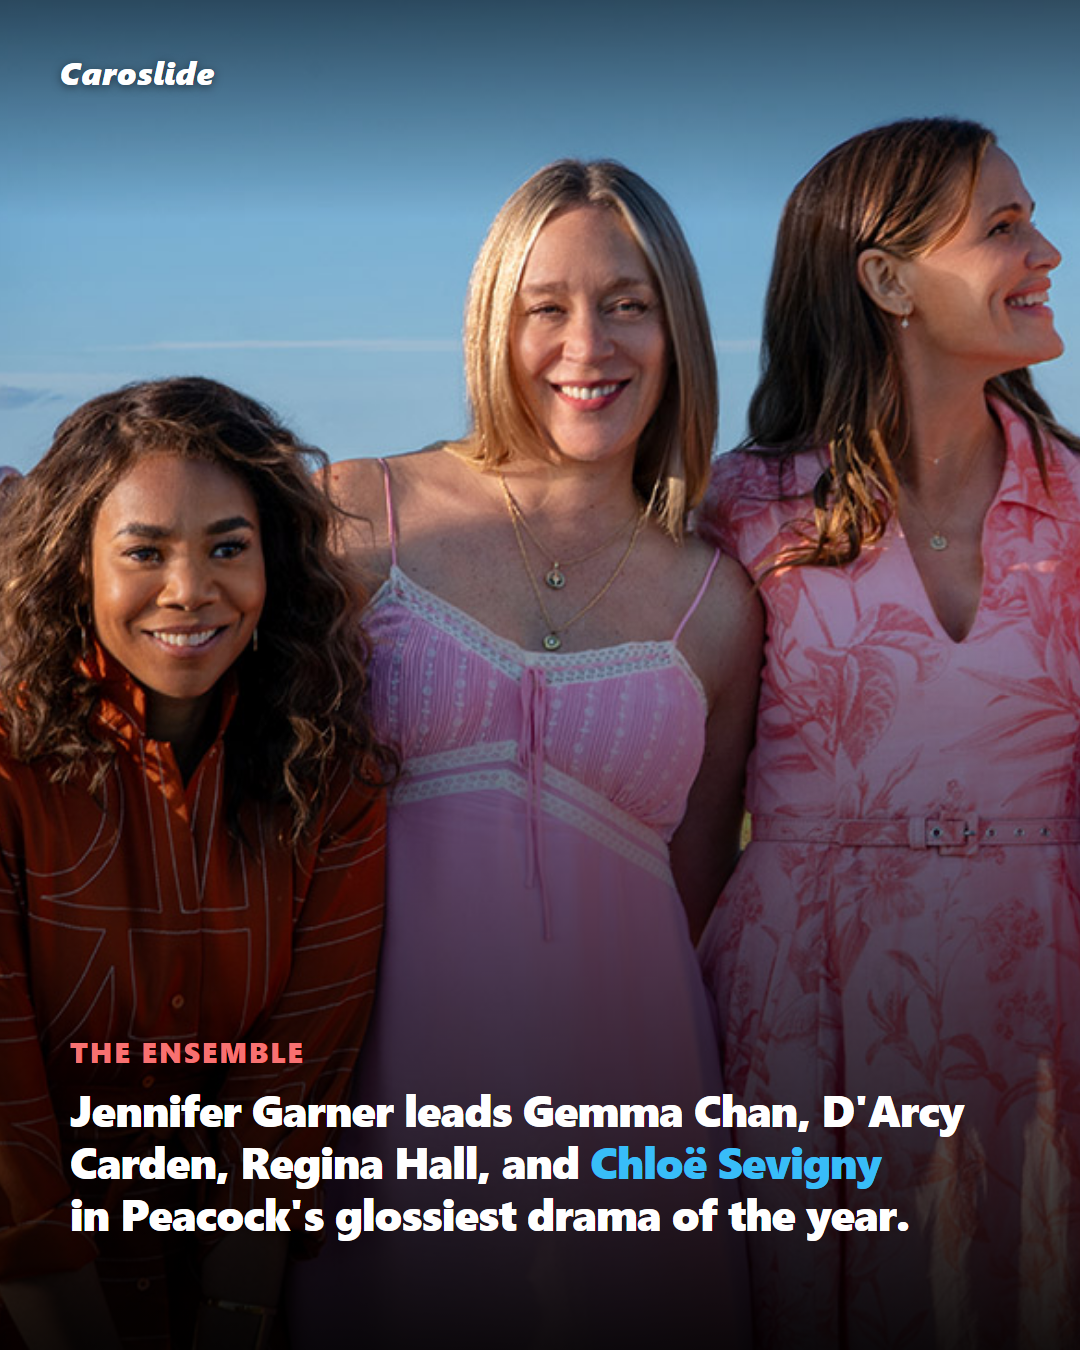 Caroslide
THE ENSEMBLE
Jennifer Garner leads Gemma Chan, D'Arcy
Carden, Regina Hall, and Chloë Sevigny
in Peacock's glossiest drama of the year.